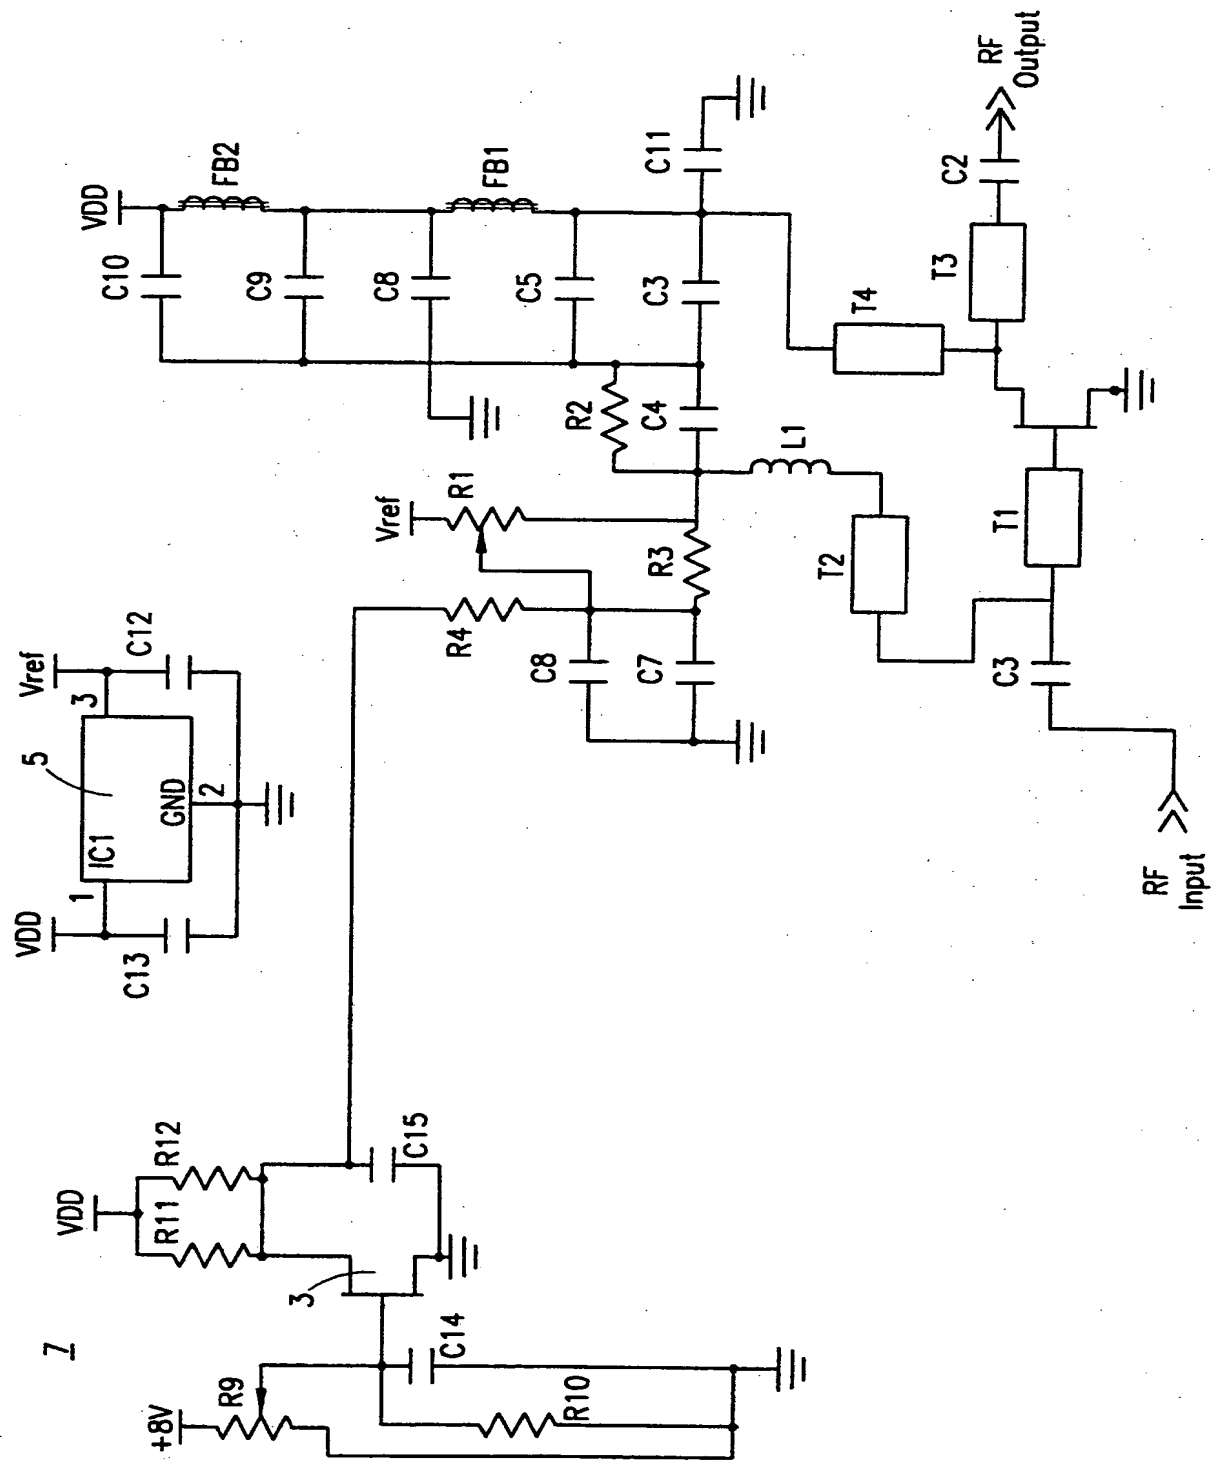 VDD
C10
FB2
C9
C8
FB1
C5
C3
C11
R2
C4
Vref
R1
R3
R4
C8
C7
L1
T2
T4
T3
C2
RF
Output
T1
C3
RF
Input
Vref
3
C12
5
IC1
GND
2
1
VDD
C13
VDD
R11
R12
C15
3
7
+8V
R9
C14
R10